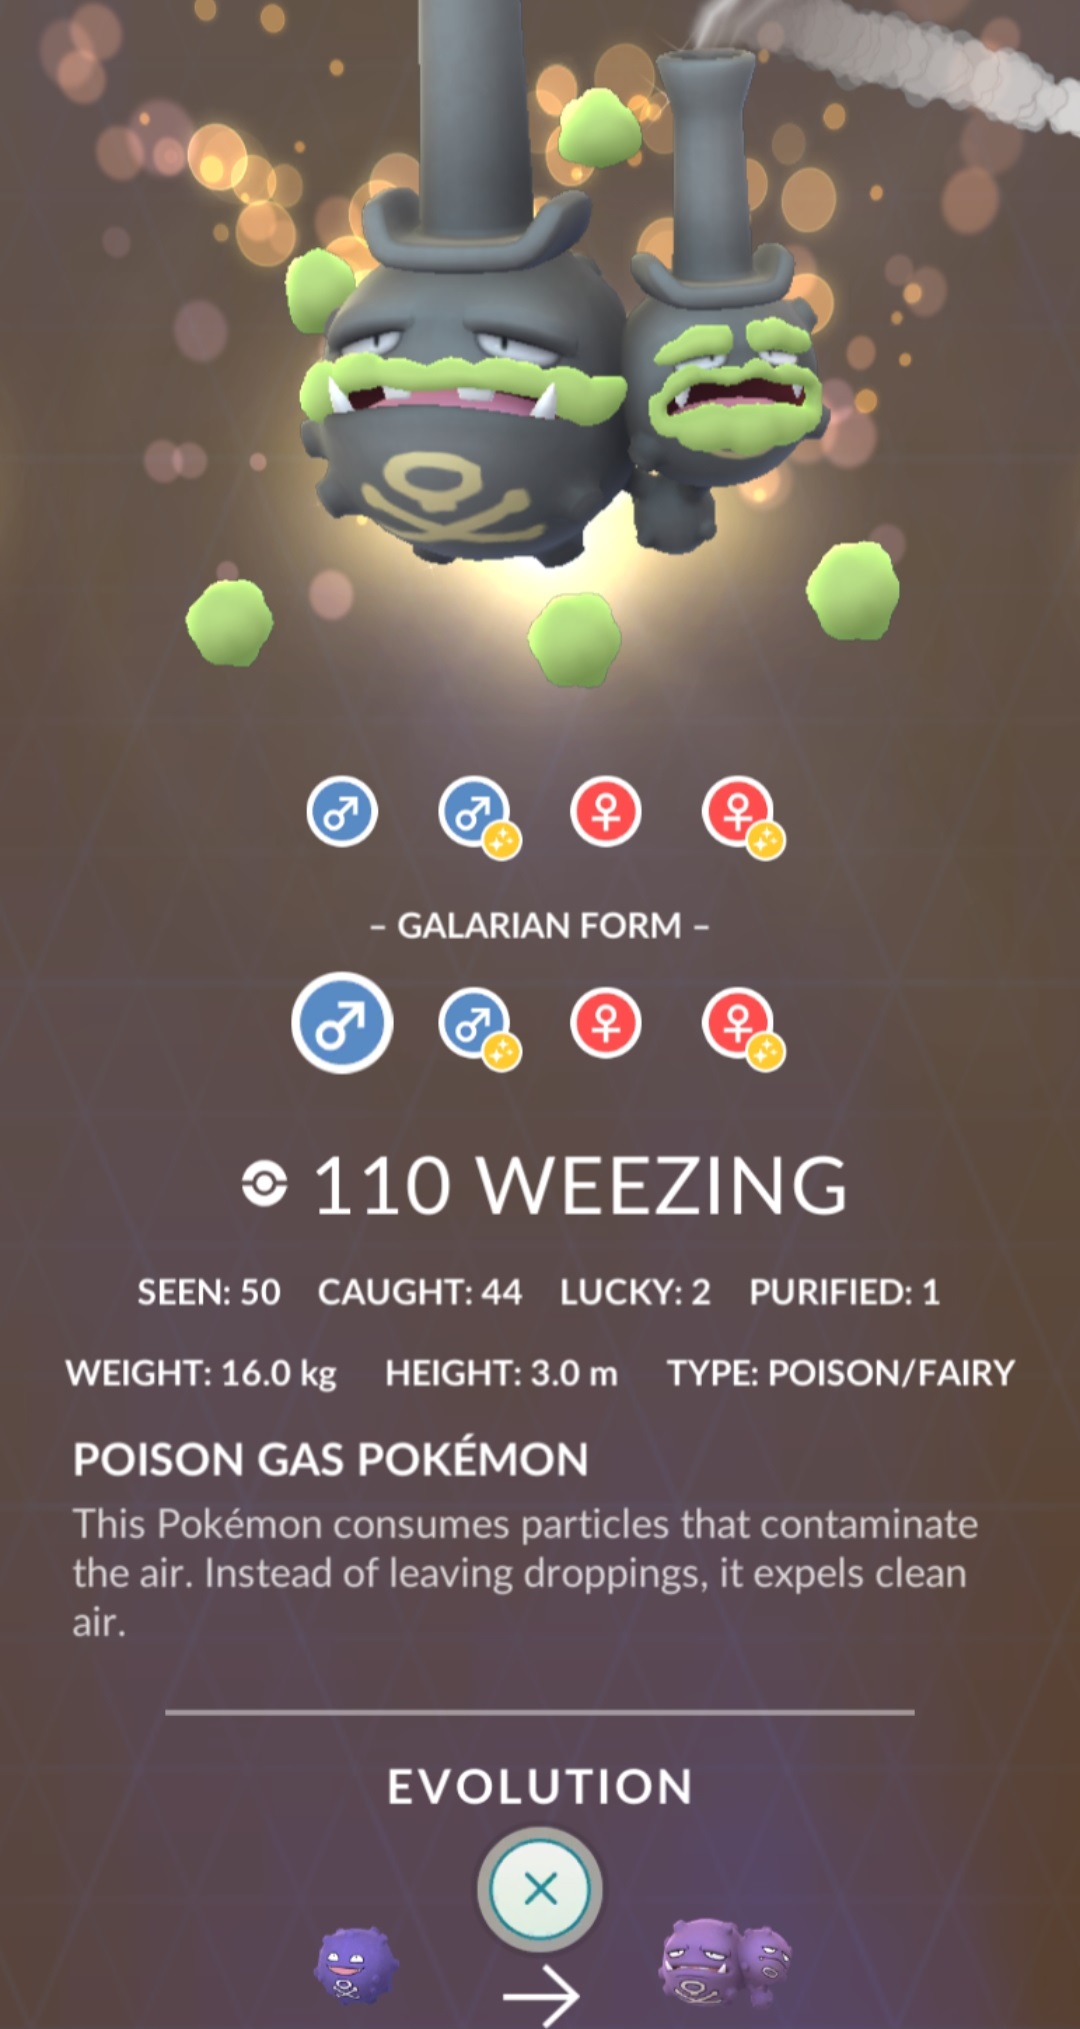 – GALARIAN FORM –
110 WEEZING
SEEN: 50 CAUGHT: 44 LUCKY: 2 PURIFIED: 1
WEIGHT: 16.0 kg HEIGHT: 3.0 m TYPE: POISON/FAIRY
POISON GAS POKÉMON
This Pokémon consumes particles that contaminate
the air. Instead of leaving droppings, it expels clean
air.
EVOLUTION